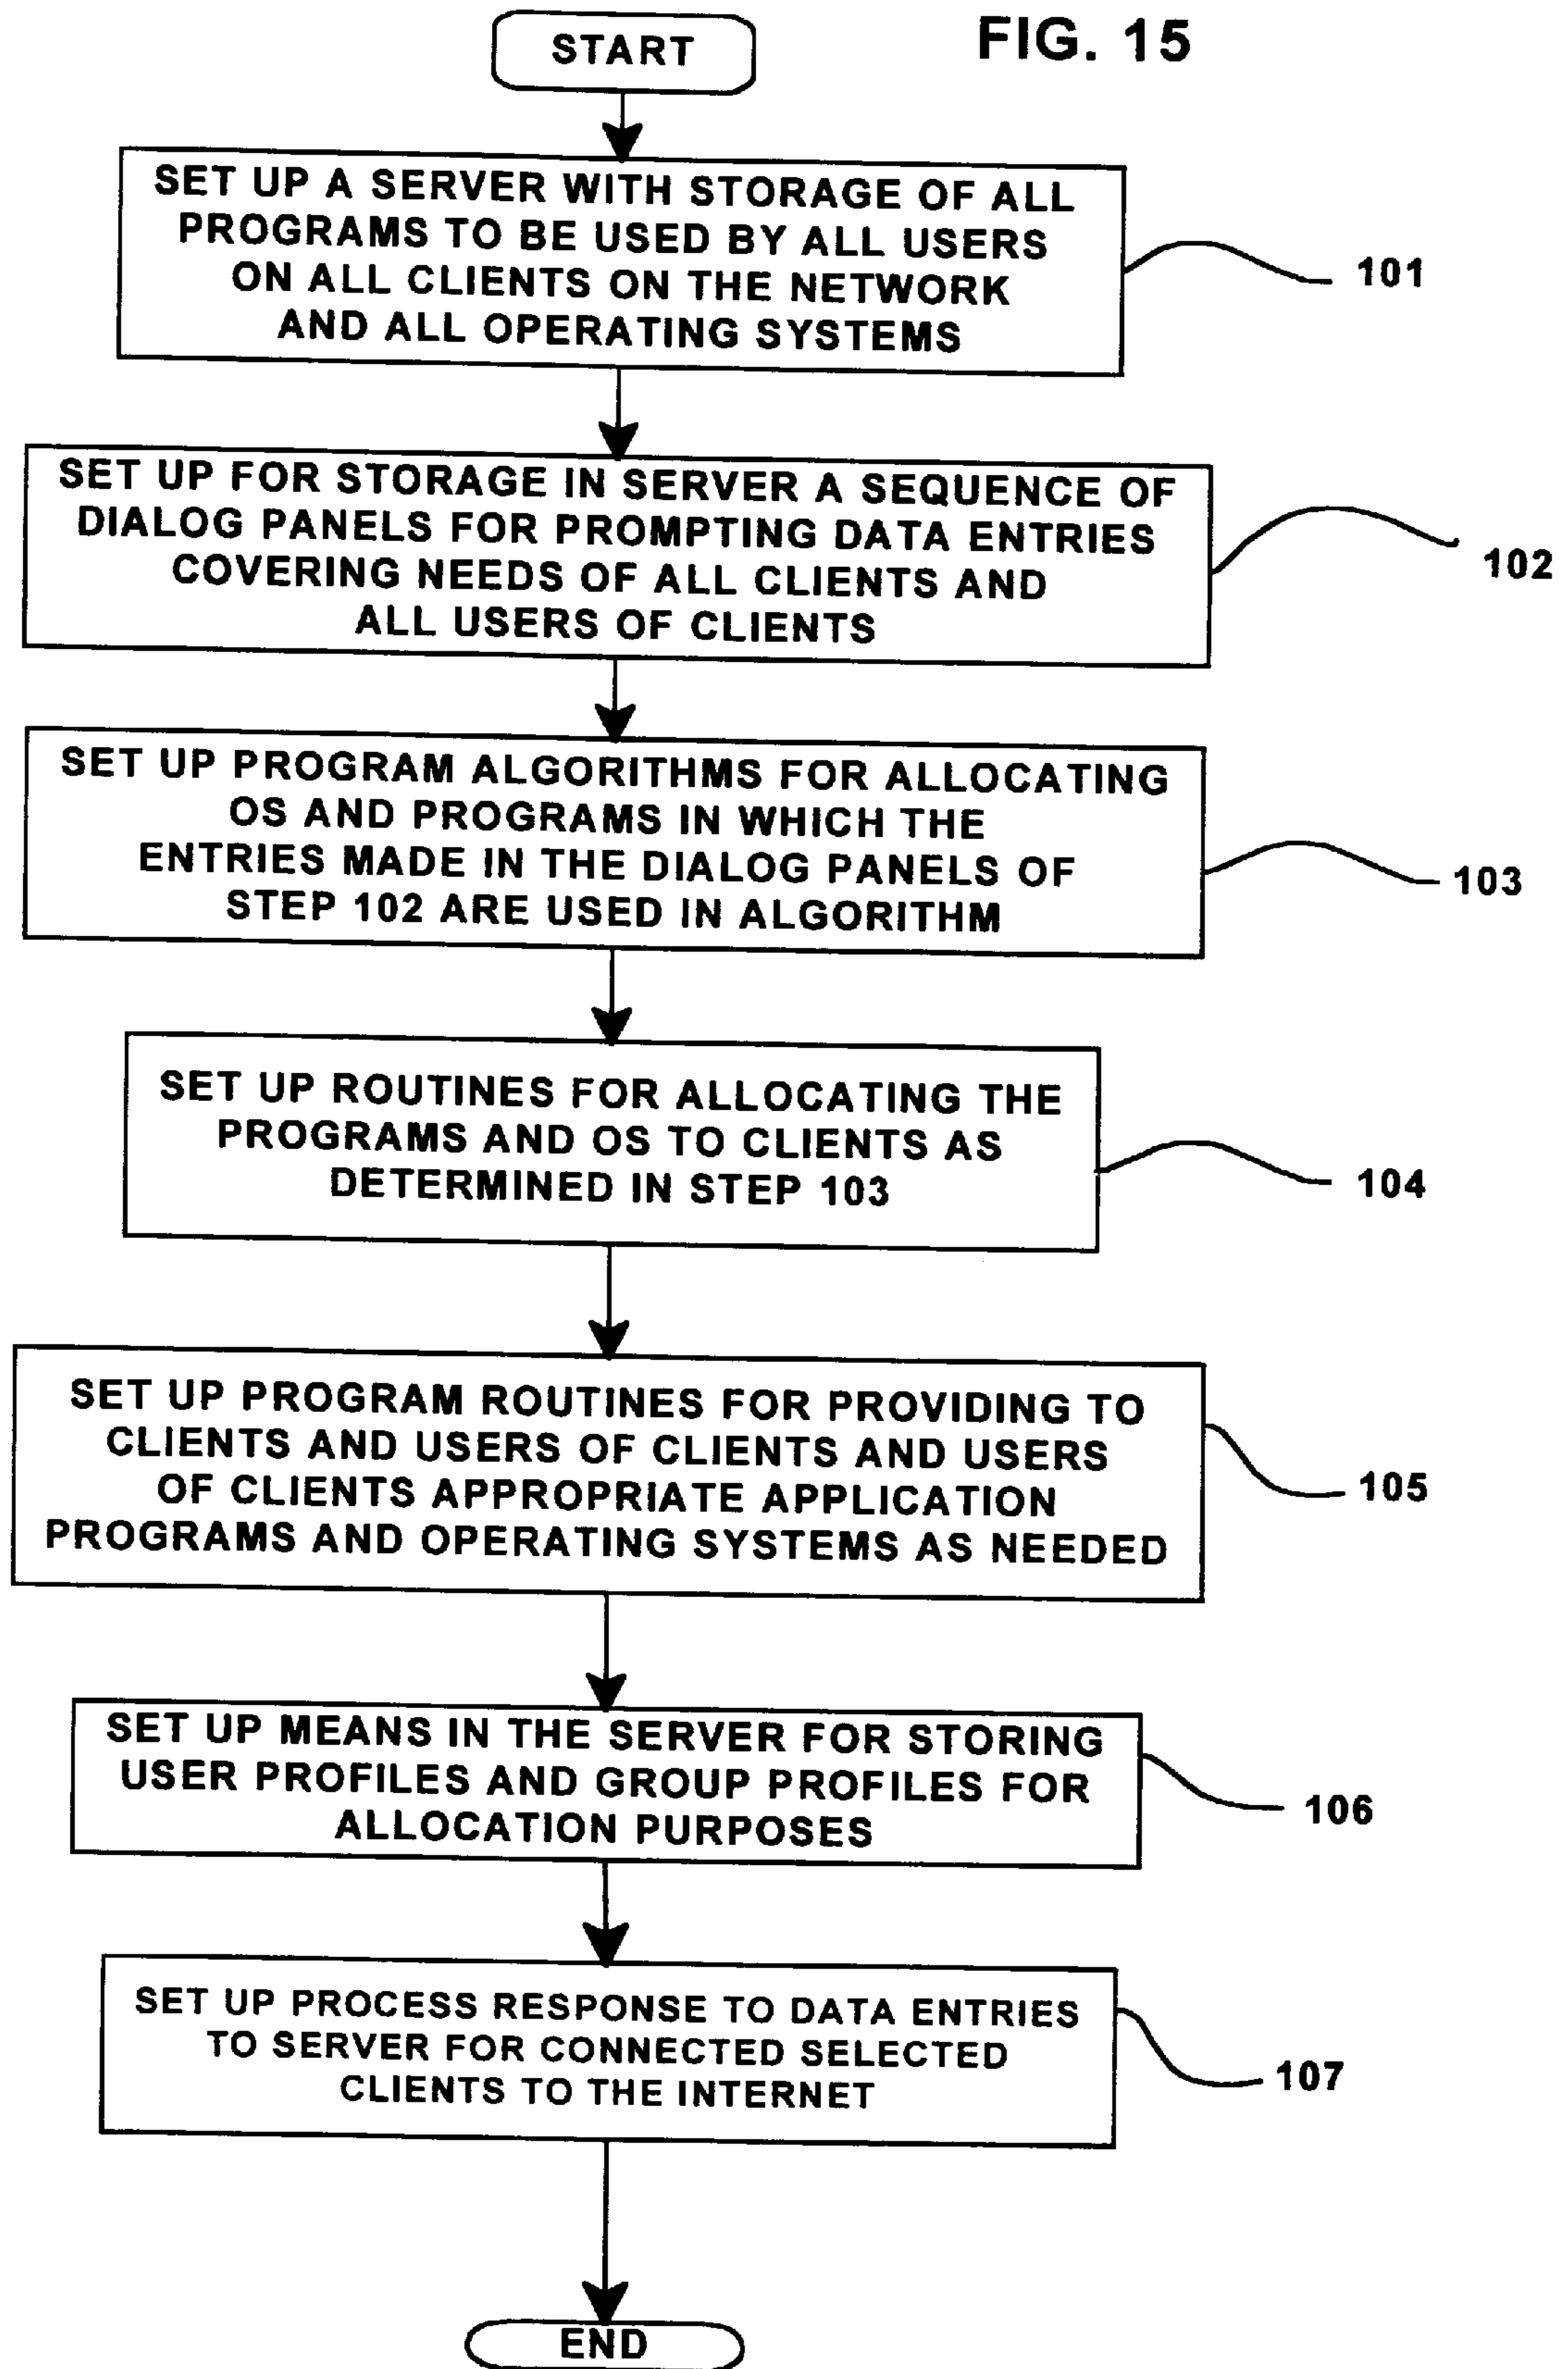 START
FIG. 15
SET UP A SERVER WITH STORAGE OF ALL
PROGRAMS TO BE USED BY ALL USERS
ON ALL CLIENTS ON THE NETWORK
AND ALL OPERATING SYSTEMS
101
SET UP FOR STORAGE IN SERVER A SEQUENCE OF
DIALOG PANELS FOR PROMPTING DATA ENTRIES
COVERING NEEDS OF ALL CLIENTS AND
ALL USERS OF CLIENTS
102
SET UP PROGRAM ALGORITHMS FOR ALLOCATING
OS AND PROGRAMS IN WHICH THE
ENTRIES MADE IN THE DIALOG PANELS OF
STEP 102 ARE USED IN ALGORITHM
103
SET UP ROUTINES FOR ALLOCATING THE
PROGRAMS AND OS TO CLIENTS AS
DETERMINED IN STEP 103
104
SET UP PROGRAM ROUTINES FOR PROVIDING TO
CLIENTS AND USERS OF CLIENTS AND USERS
OF CLIENTS APPROPRIATE APPLICATION
PROGRAMS AND OPERATING SYSTEMS AS NEEDED
105
SET UP MEANS IN THE SERVER FOR STORING
USER PROFILES AND GROUP PROFILES FOR
ALLOCATION PURPOSES
106
SET UP PROCESS RESPONSE TO DATA ENTRIES
TO SERVER FOR CONNECTED SELECTED
CLIENTS TO THE INTERNET
107
END